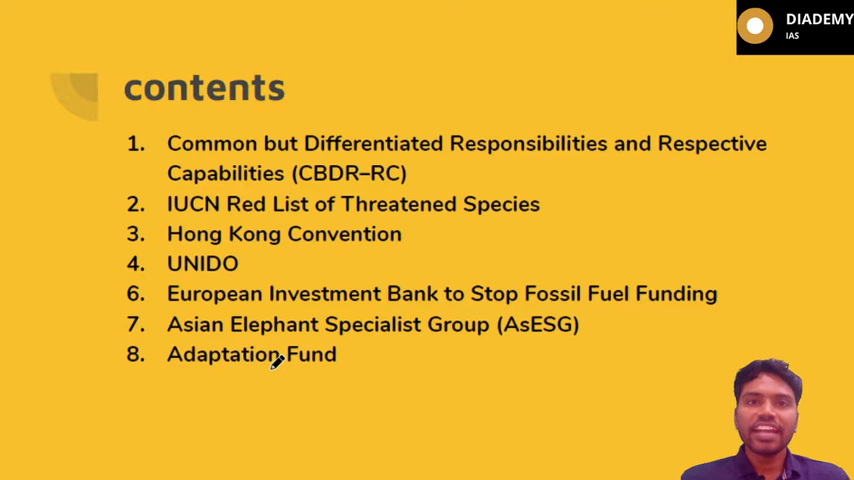 DIADEMY
IAS
contents
1. Common but Differentiated Responsibilities and Respective
Capabilities (CBDR–RC)
2. IUCN Red List of Threatened Species
3. Hong Kong Convention
4. UNIDO
6. European Investment Bank to Stop Fossil Fuel Funding
7. Asian Elephant Specialist Group (AsESG)
8. Adaptation Fund